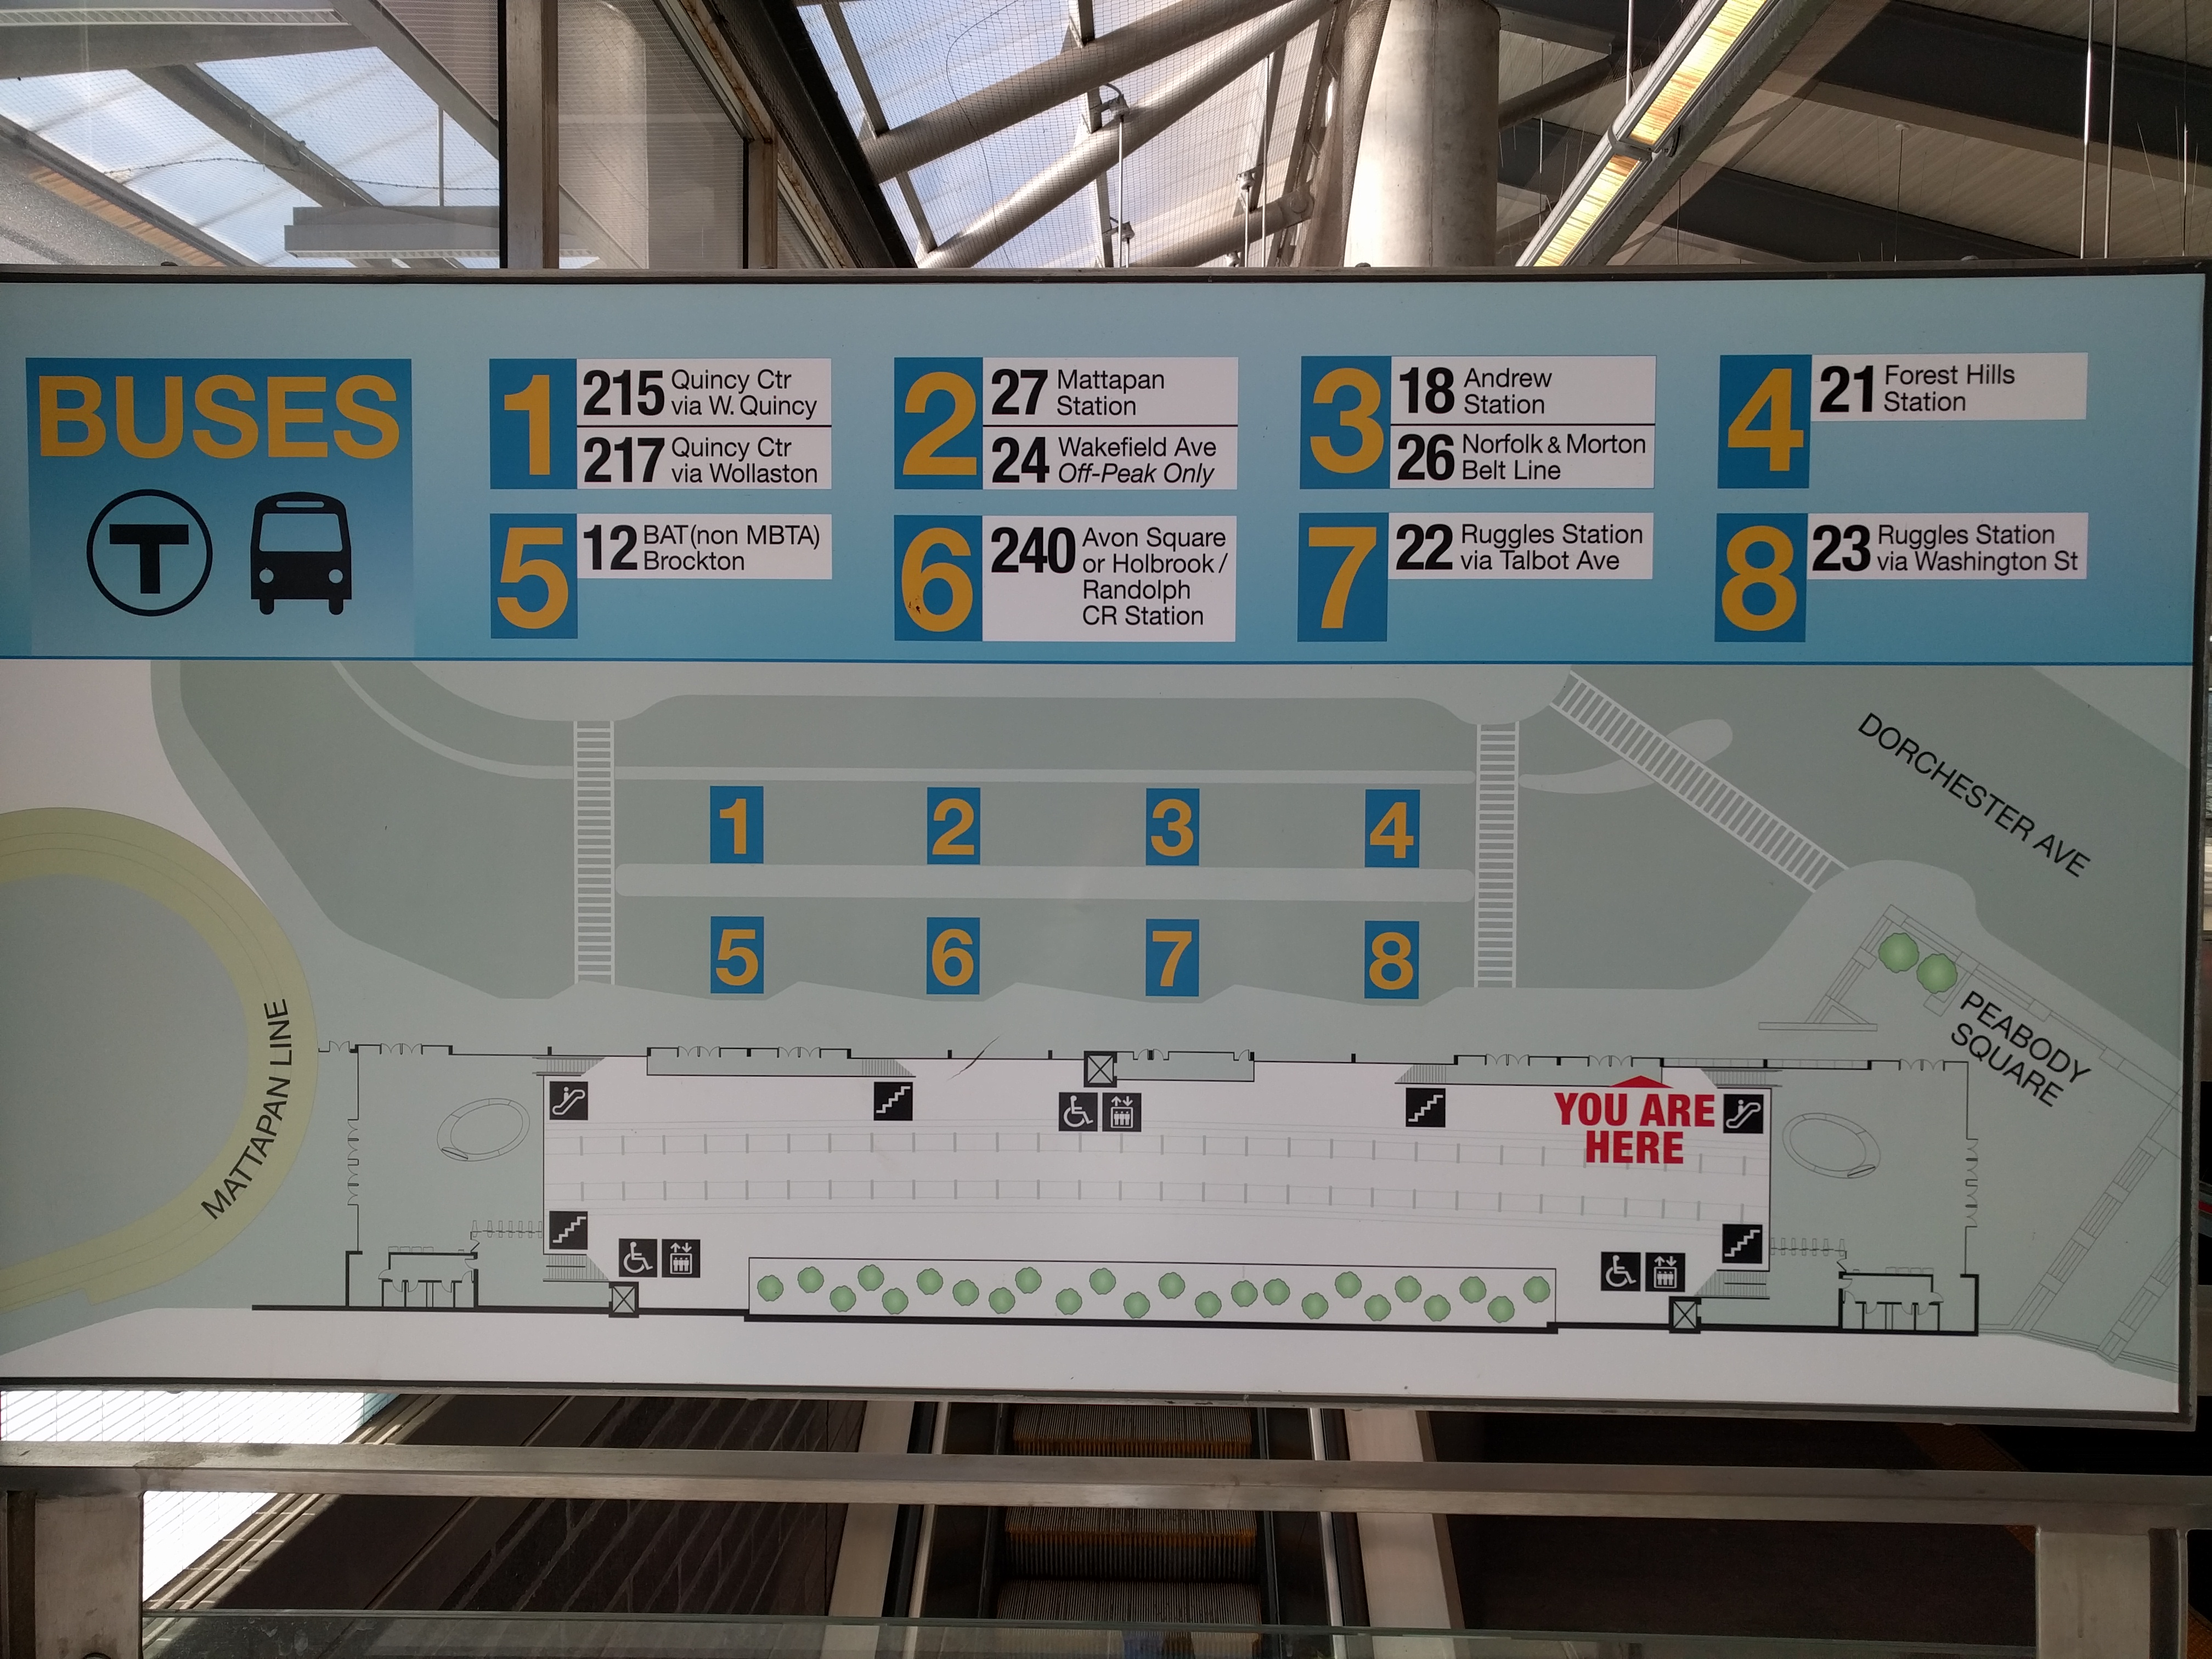 BUSES
T
1
215 Quincy Ctr
via W. Quincy
217 Quincy Ctr
via Wollaston
2
27 Mattapan
Station
24 Wakefield Ave
Off-Peak Only
3
18 Andrew
Station
26 Norfolk & Morton
Belt Line
4
21 Forest Hills
Station
5
12 BAT(non MBTA)
Brockton
6
240 Avon Square
or Holbrook /
Randolph
CR Station
7
22 Ruggles Station
via Talbot Ave
8
23 Ruggles Station
via Washington St
DORCHESTER AVE
1 2 3 4
5 6 7 8
PEABODY
SQUARE
MATTAPAN LINE
YOU ARE
HERE